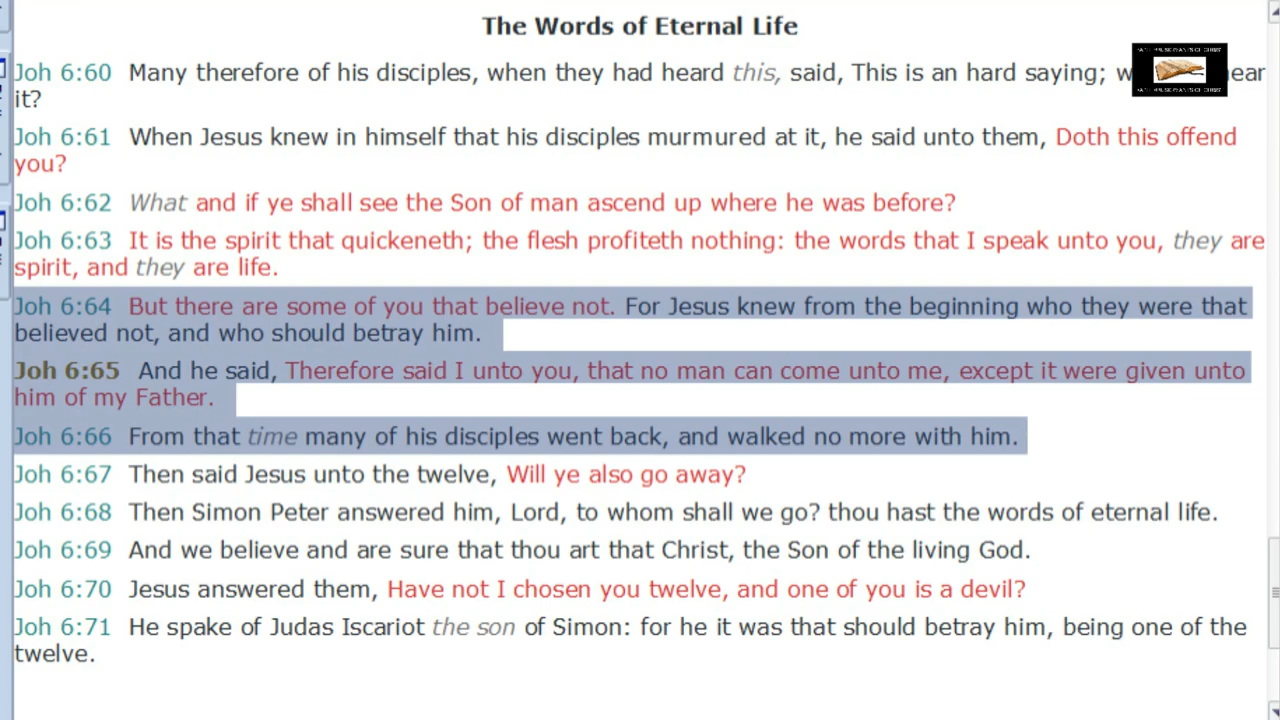 The Words of Eternal Life
Joh 6:60 Many therefore of his disciples, when they had heard this, said, This is an hard saying; hear
it?
Joh 6:61 When Jesus knew in himself that his disciples murmured at it, he said unto them, Doth this offend
you?
Joh 6:62 What and if ye shall see the Son of man ascend up where he was before?
Joh 6:63 It is the spirit that quickeneth; the flesh profiteth nothing: the words that I speak unto you, they are
spirit, and they are life.
Joh 6:64 But there are some of you that believe not. For Jesus knew from the beginning who they were that
believed not, and who should betray him.
Joh 6:65 And he said, Therefore said I unto you, that no man can come unto me, except it were given unto
him of my Father.
Joh 6:66 From that time many of his disciples went back, and walked no more with him.
Joh 6:67 Then said Jesus unto the twelve, Will ye also go away?
Joh 6:68 Then Simon Peter answered him, Lord, to whom shall we go? thou hast the words of eternal life.
Joh 6:69 And we believe and are sure that thou art that Christ, the Son of the living God.
Joh 6:70 Jesus answered them, Have not I chosen you twelve, and one of you is a devil?
Joh 6:71 He spake of Judas Iscariot the son of Simon: for he it was that should betray him, being one of the
twelve.